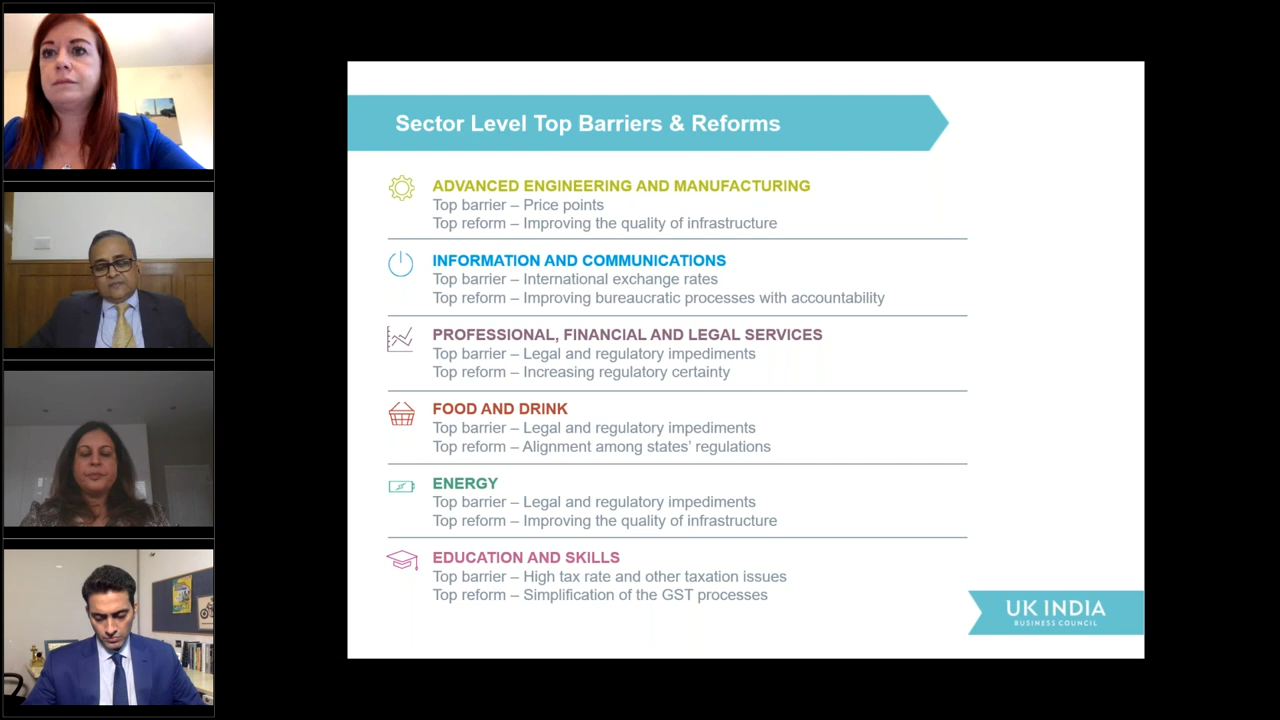 Sector Level Top Barriers & Reforms
ADVANCED ENGINEERING AND MANUFACTURING
Top barrier – Price points
Top reform – Improving the quality of infrastructure
INFORMATION AND COMMUNICATIONS
Top barrier – International exchange rates
Top reform – Improving bureaucratic processes with accountability
PROFESSIONAL, FINANCIAL AND LEGAL SERVICES
Top barrier – Legal and regulatory impediments
Top reform – Increasing regulatory certainty
FOOD AND DRINK
Top barrier – Legal and regulatory impediments
Top reform – Alignment among states’ regulations
ENERGY
Top barrier – Legal and regulatory impediments
Top reform – Improving the quality of infrastructure
EDUCATION AND SKILLS
Top barrier – High tax rate and other taxation issues
Top reform – Simplification of the GST processes
UK INDIA
BUSINESS COUNCIL